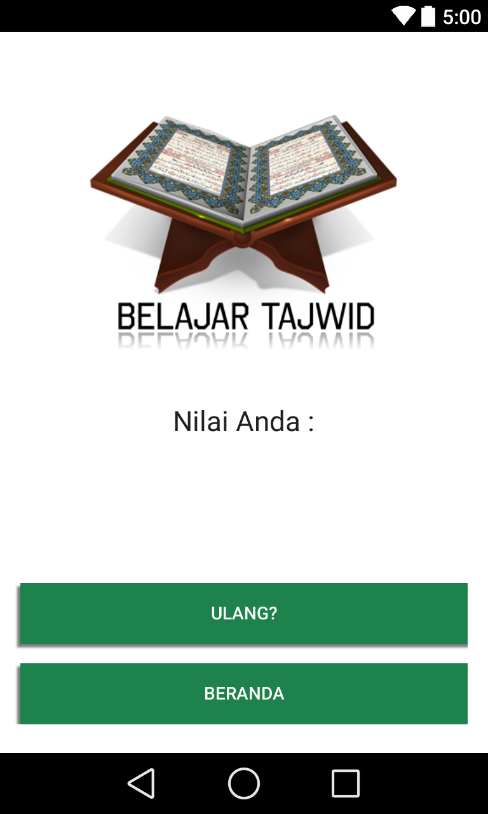 5:00
BELAJAR TAJWID
Nilai Anda :
ULANG?
BERANDA